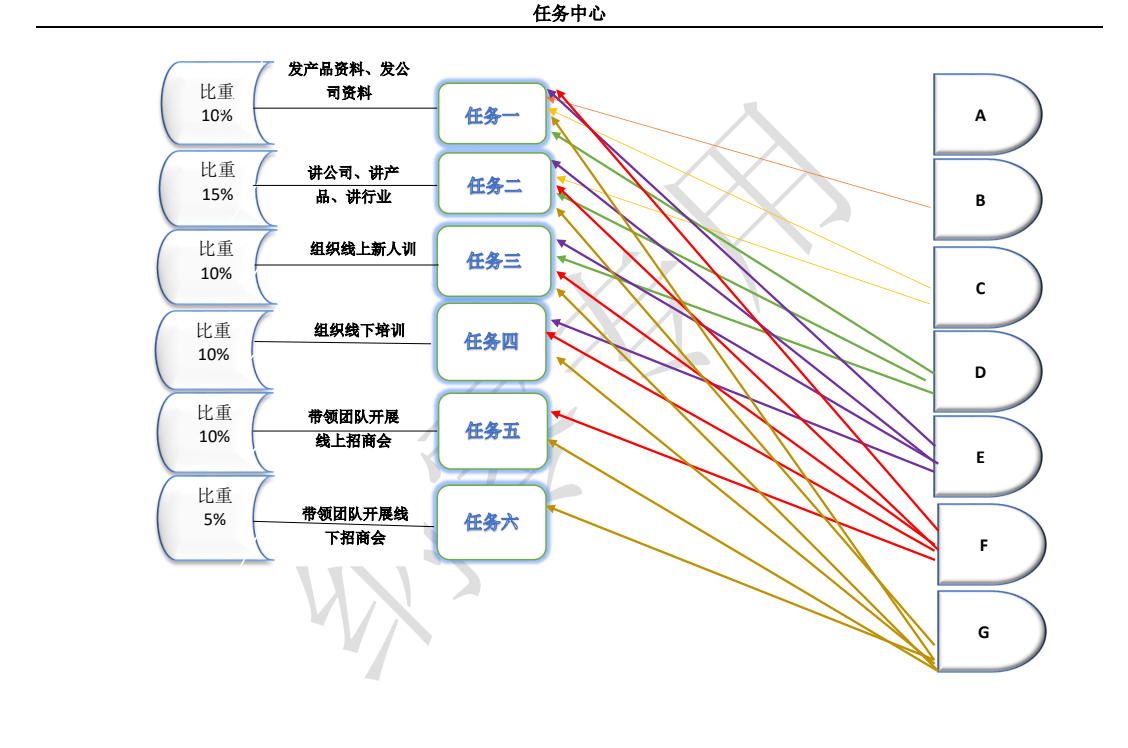 任务中心
比重
10%
发产品资料、发公
司资料
任务一
A
比重
15%
讲公司、讲产
品、讲行业
任务二
B
比重
10%
组织线上新人训
任务三
C
比重
10%
组织线下培训
任务四
D
比重
10%
带领团队开展
线上招商会
任务五
E
比重
5%
带领团队开展线
下招商会
任务六
F
G